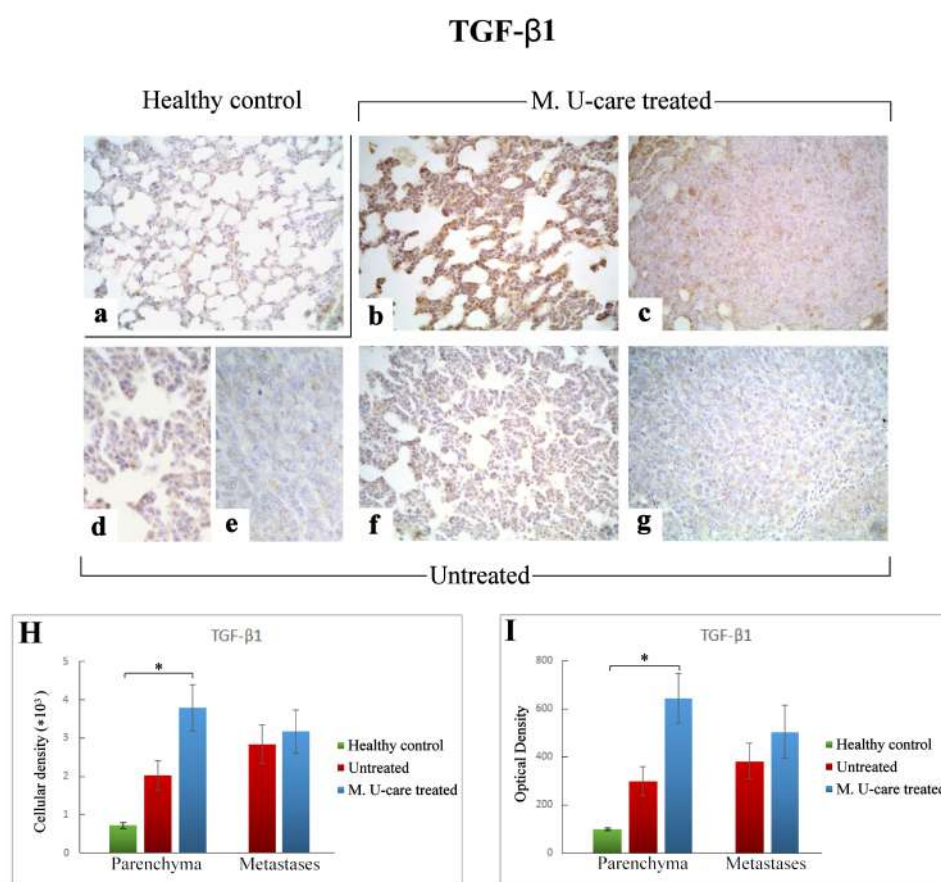 TGF-β1
Healthy control
M. U-care treated
a
b
c
d
e
f
g
Untreated
H
TGF-β1
*
5
4
3
2
1
0
Cellular density (*10³)
Parenchyma
Metastases
Healthy control
Untreated
M. U-care treated
I
TGF-β1
*
800
600
400
200
0
Optical Density
Parenchyma
Metastases
Healthy control
Untreated
M. U-care treated